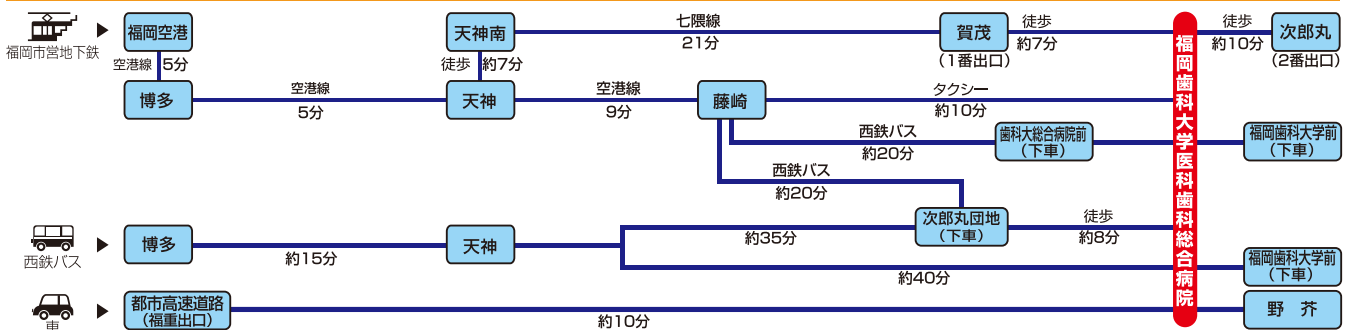 福岡市営地下鉄
福岡空港
空港線 5分
博多
空港線
5分
天神南
徒歩 約7分
天神
七隈線
21分
賀茂
（1番出口）
徒歩
約7分
徒歩
約10分
次郎丸
（2番出口）
空港線
9分
藤崎
タクシー
約10分
西鉄バス
約20分
歯科大総合病院前
（下車）
福岡歯科大学前
（下車）
西鉄バス
約20分
次郎丸団地
（下車）
徒歩
約8分
福岡歯科大学医科歯科総合病院
西鉄バス
博多
約15分
天神
約35分
約40分
福岡歯科大学前
（下車）
車
都市高速道路
（福重出口）
約10分
野 芥